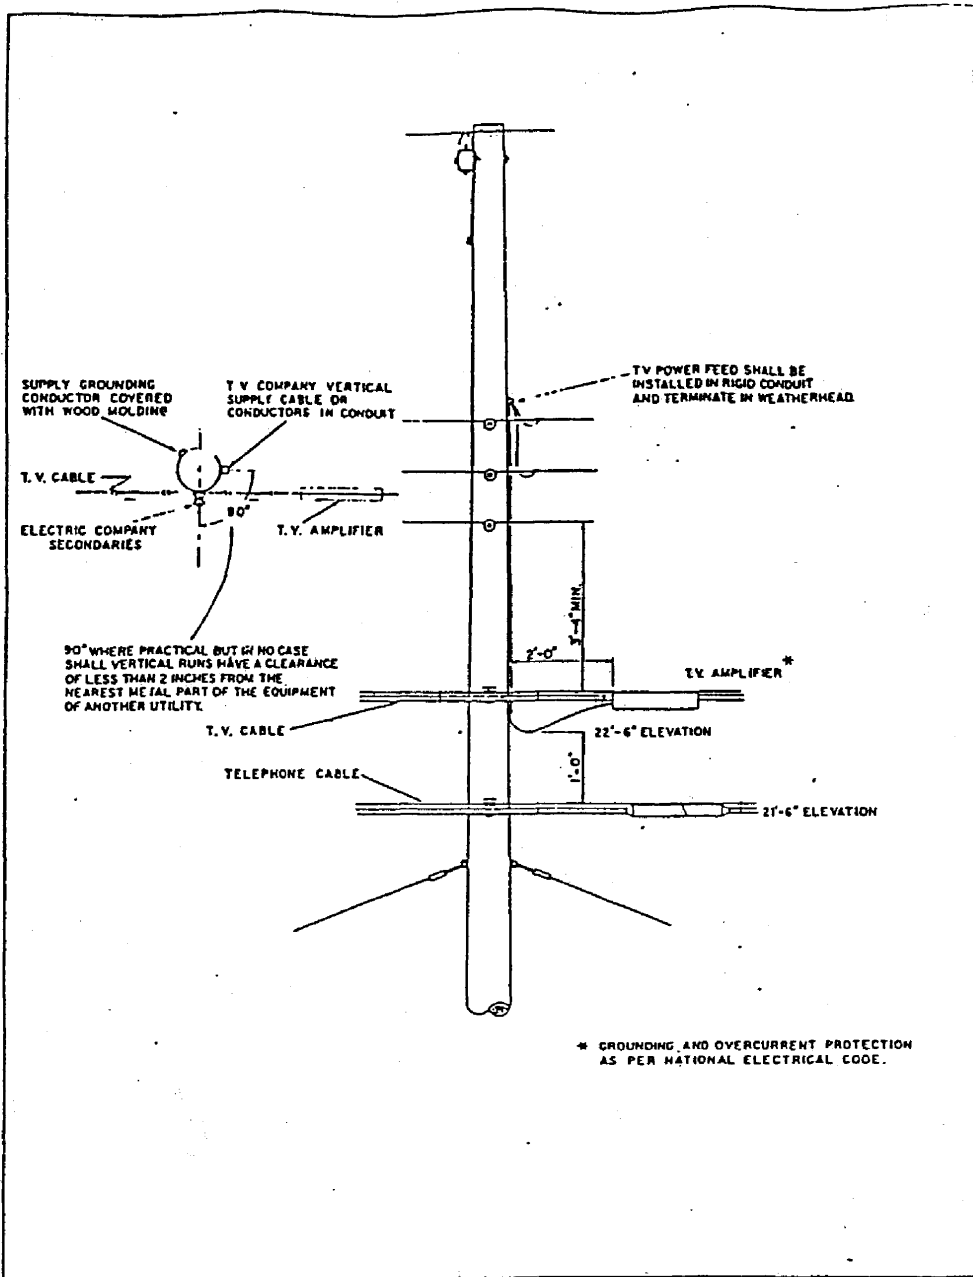 SUPPLY GROUNDING
CONDUCTOR COVERED
WITH WOOD MOLDING
T V COMPANY VERTICAL
SUPPLY CABLE OR
CONDUCTORS IN CONDUIT
TV POWER FEED SHALL BE
INSTALLED IN RIGID CONDUIT
AND TERMINATE IN WEATHERHEAD
T. V. CABLE
90°
ELECTRIC COMPANY
SECONDARIES
T. V. AMPLIFIER
3'-4" MIN.
90° WHERE PRACTICAL BUT IN NO CASE
SHALL VERTICAL RUNS HAVE A CLEARANCE
OF LESS THAN 2 INCHES FROM THE
NEAREST METAL PART OF THE EQUIPMENT
OF ANOTHER UTILITY.
2'-0"
T.V. AMPLIFIER*
T. V. CABLE
22'-6" ELEVATION
1'-0"
TELEPHONE CABLE
21'-6" ELEVATION
* GROUNDING AND OVERCURRENT PROTECTION
AS PER NATIONAL ELECTRICAL CODE.